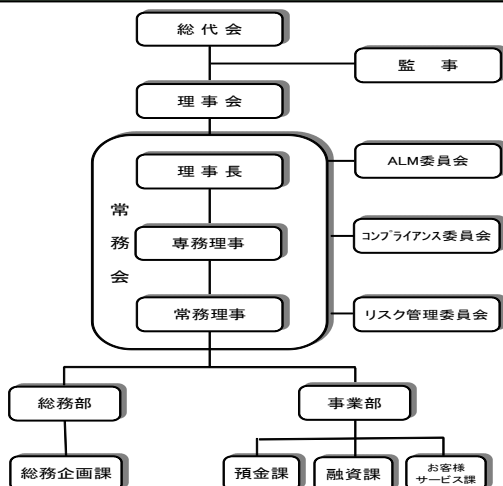 総代会
監 事
理事会
ALM委員会
理事長
常
務
会
コンプライアンス委員会
専務理事
常務理事
リスク管理委員会
総務部
事業部
総務企画課
預金課
融資課
お客様
サービス課